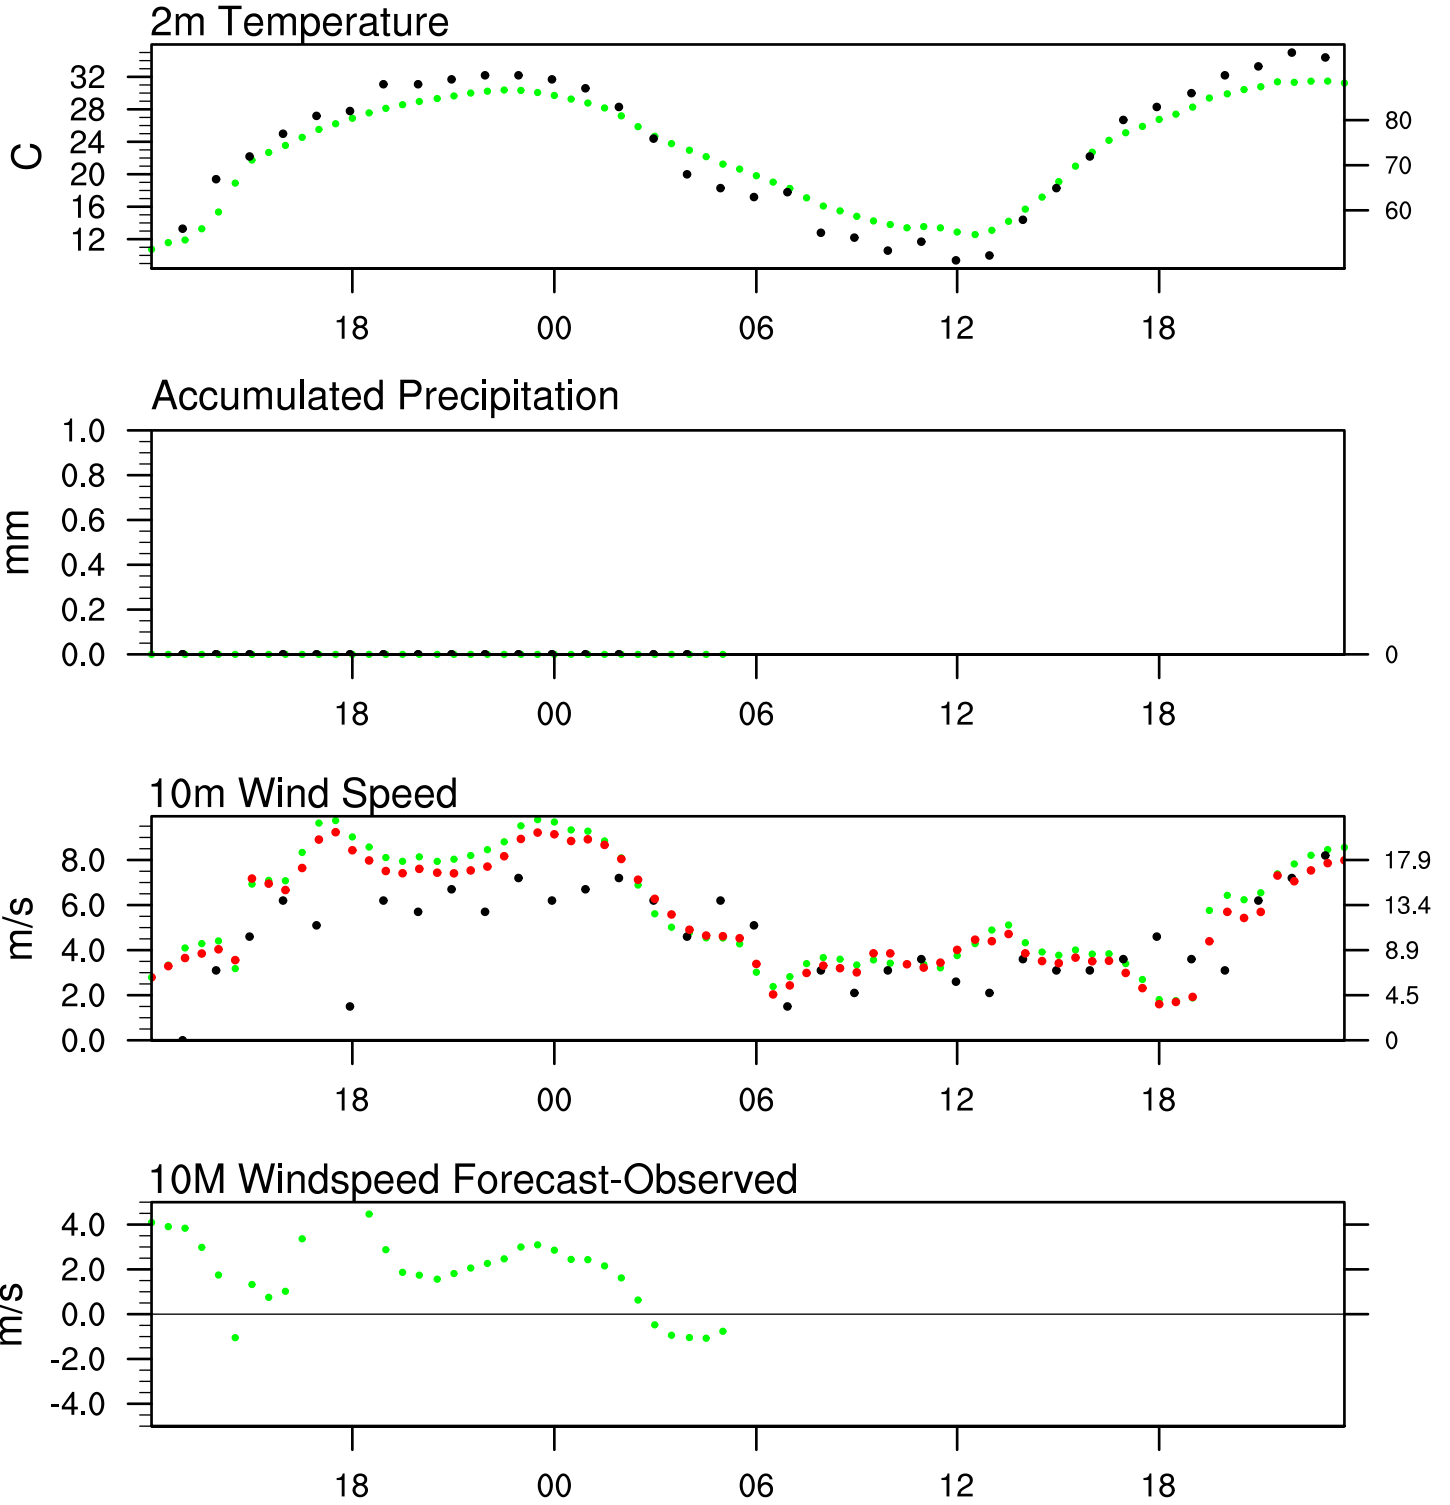 2m Temperature
32
28
24
20
16
12
C
80
70
60
18 00 06 12 18
Accumulated Precipitation
1.0
0.8
0.6
0.4
0.2
0.0
mm
0
18 00 06 12 18
10m Wind Speed
8.0
6.0
4.0
2.0
0.0
m/s
17.9
13.4
8.9
4.5
0
18 00 06 12 18
10M Windspeed Forecast-Observed
4.0
2.0
0.0
-2.0
-4.0
m/s
18 00 06 12 18